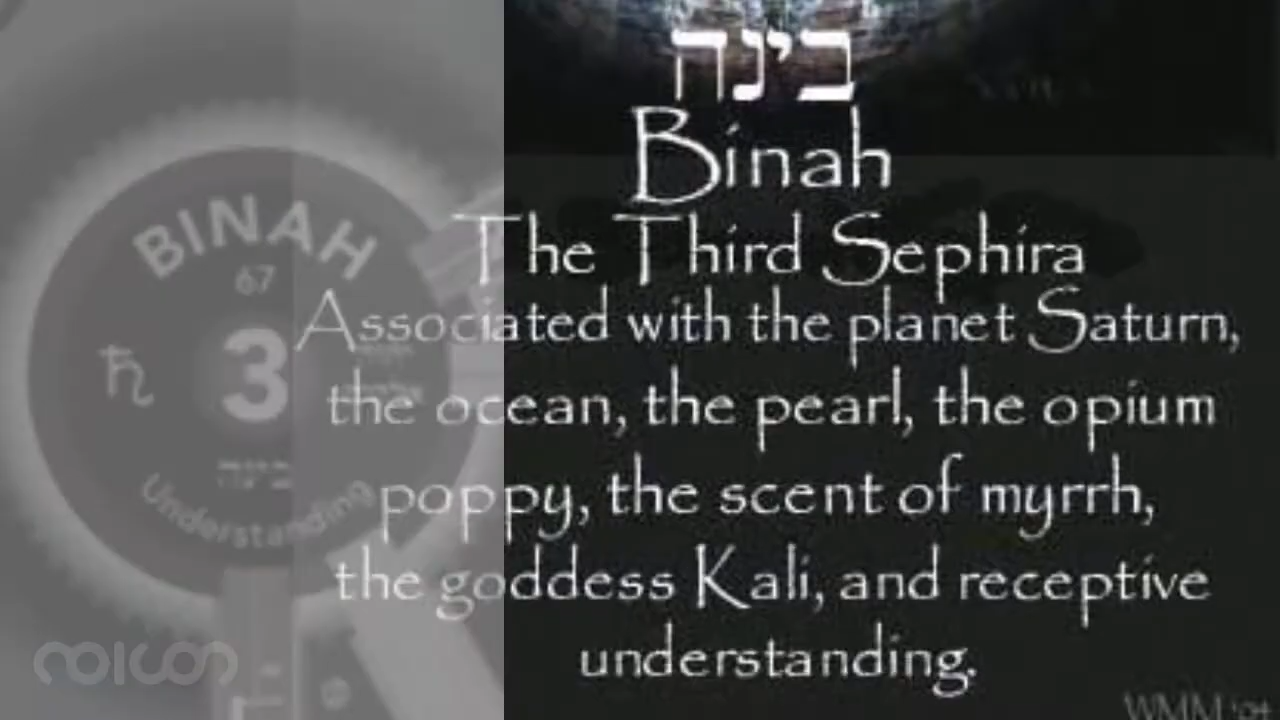 בינה
Binah
The Third Sephira
Associated with the planet Saturn,
the ocean, the pearl, the opium
poppy, the scent of myrrh,
the goddess Kali, and receptive
understanding.
BINAH
67
♄
3
בינה
Understanding